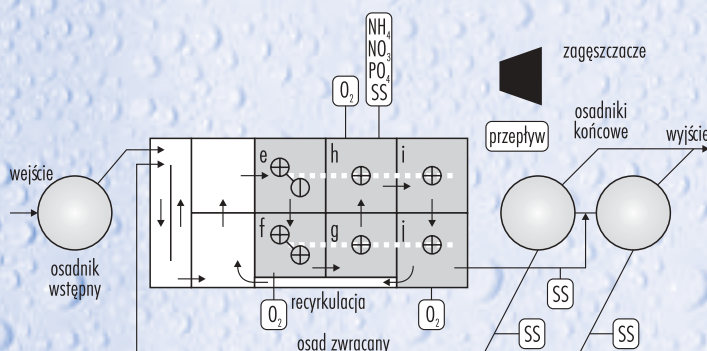 NH4
NO3
PO4
SS
O2
zagęszczacze
osadniki
końcowe
przepływ
wyjście
wejście
e
h
i
f
g
j
osadnik
wstępny
recyrkulacja
SS
O2
O2
osad zwracany
SS
SS